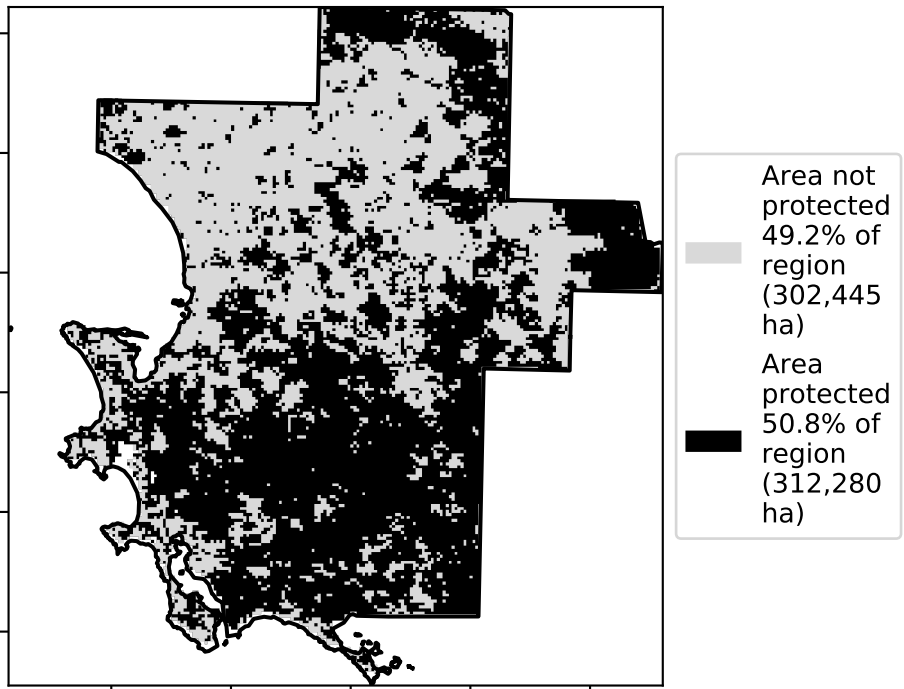 Area not
protected
49.2% of
region
(302,445
ha)
Area
protected
50.8% of
region
(312,280
ha)